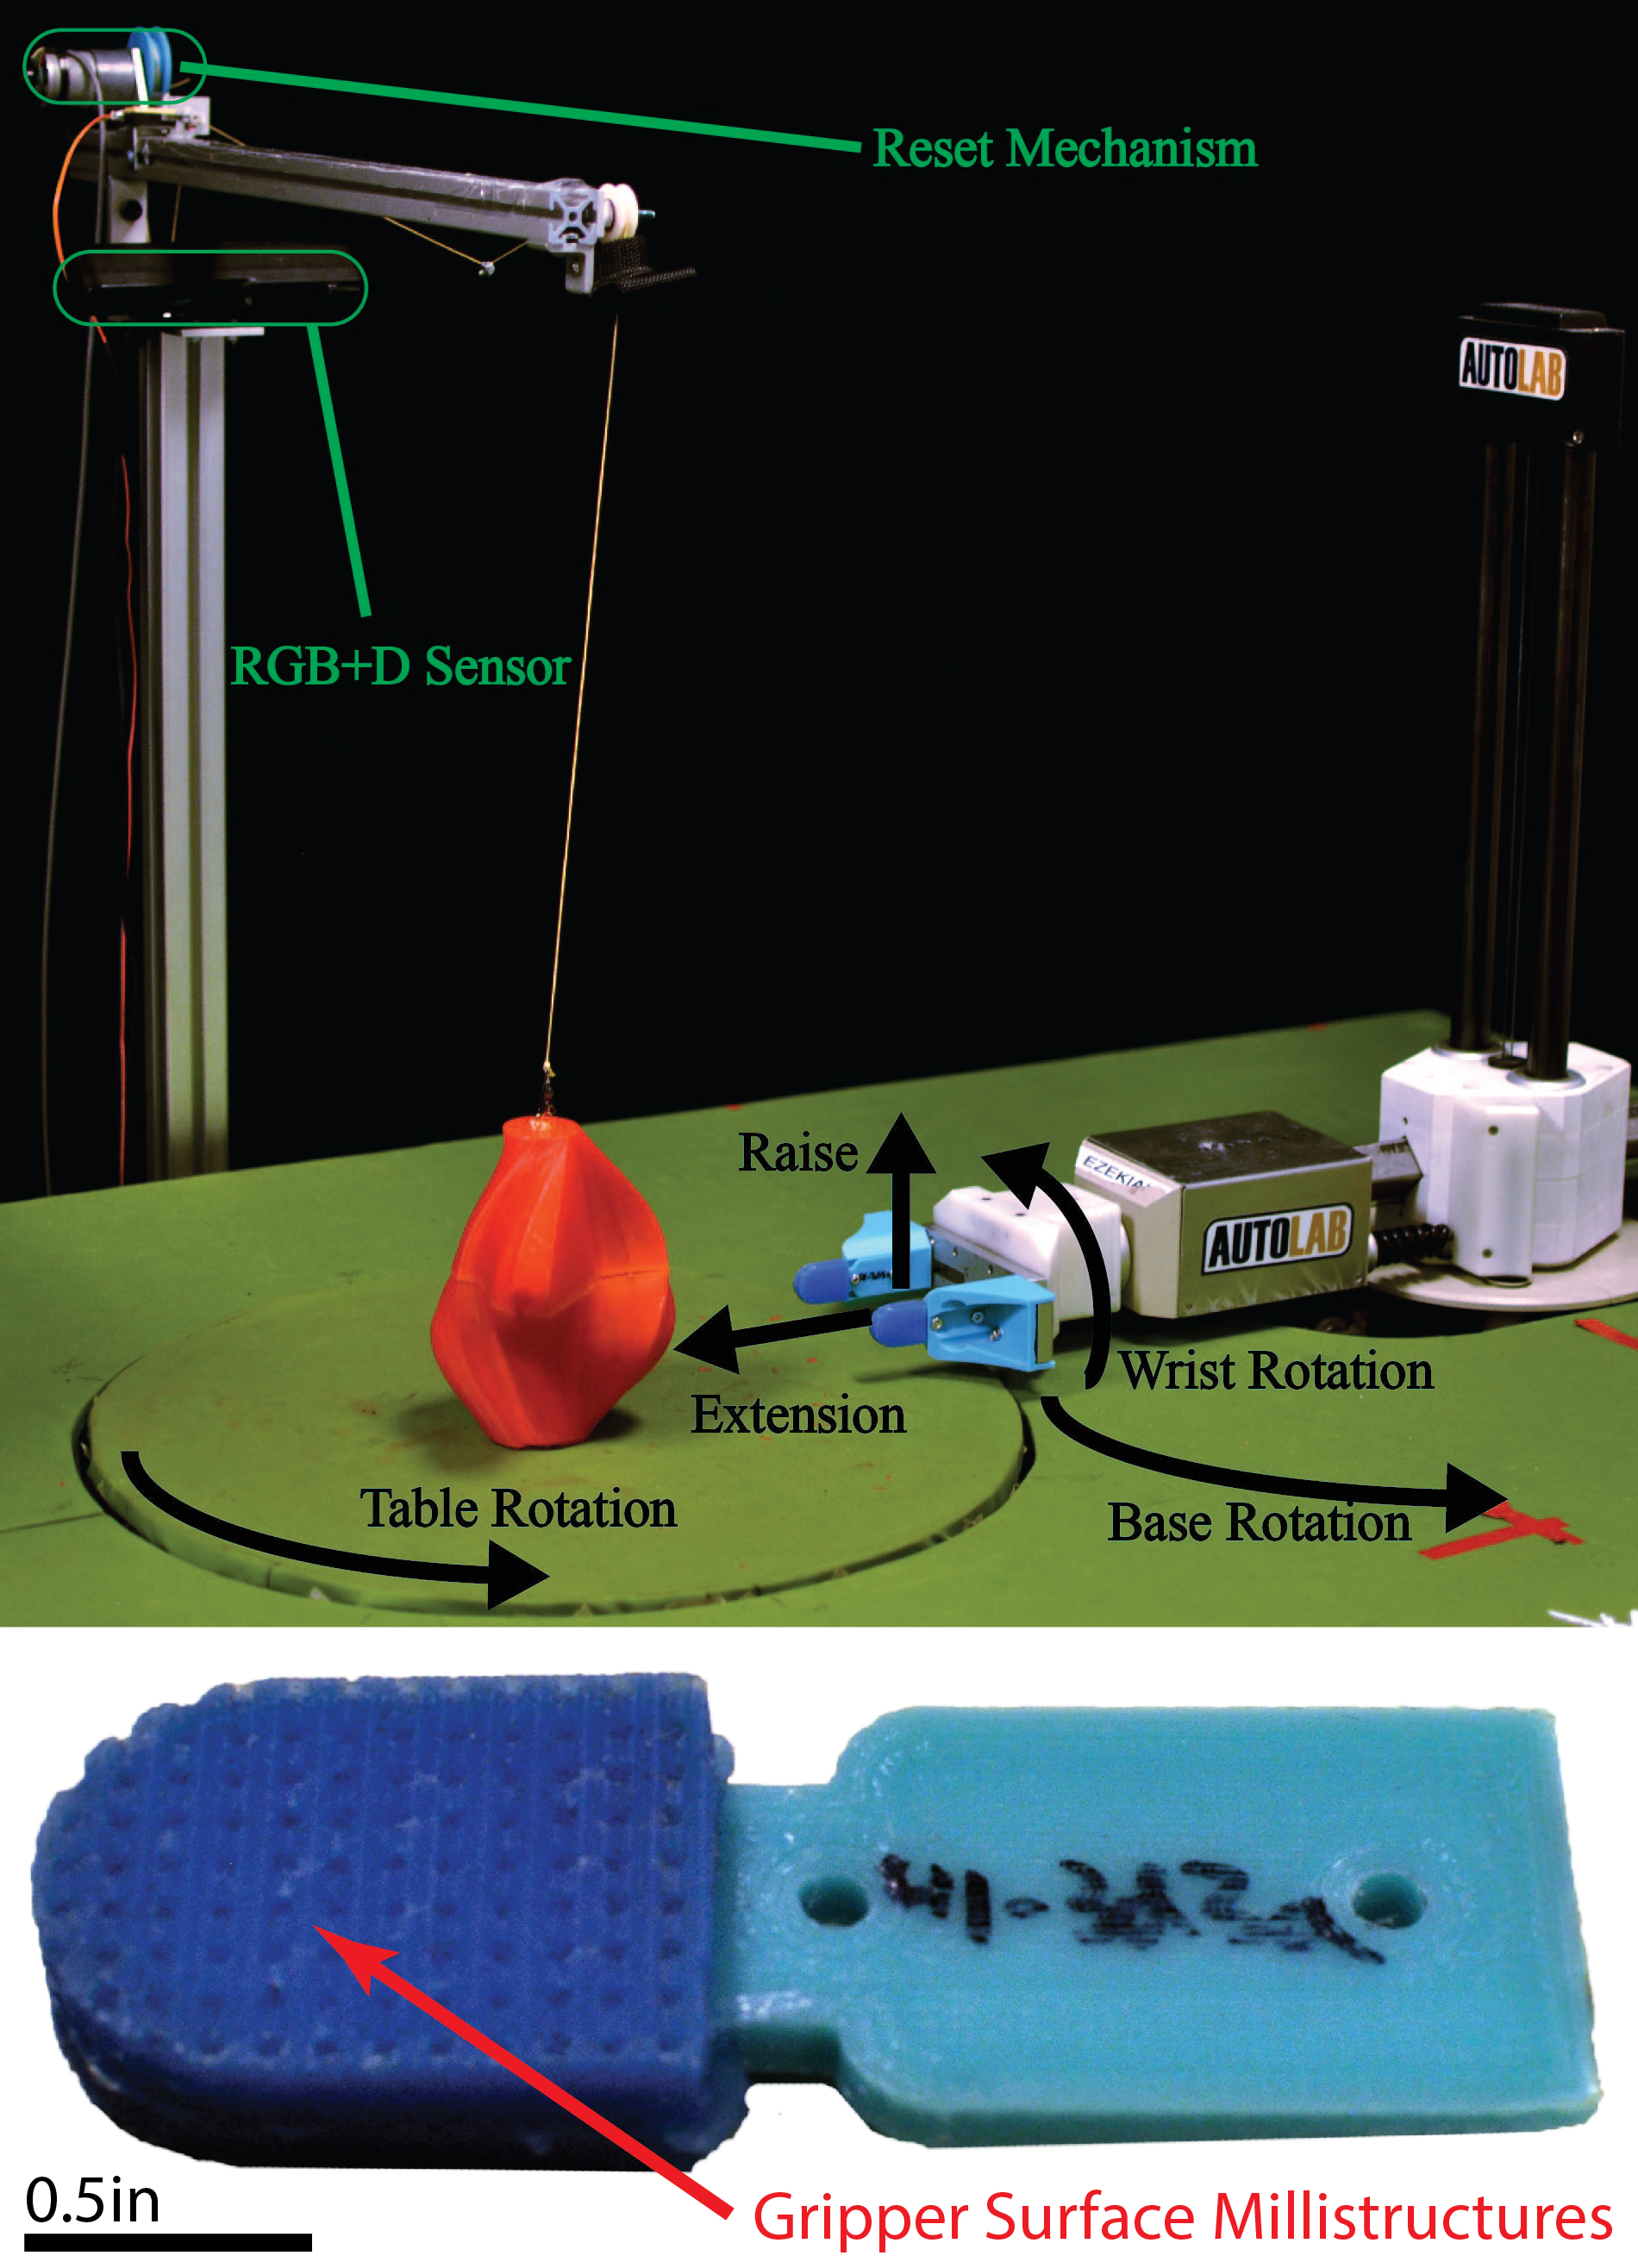 Reset Mechanism
AUTOLAB
RGB+D Sensor
Raise
EZEKIA
AUTOLAB
Wrist Rotation
Extension
Table Rotation
Base Rotation
0.5in
Gripper Surface Millistructures